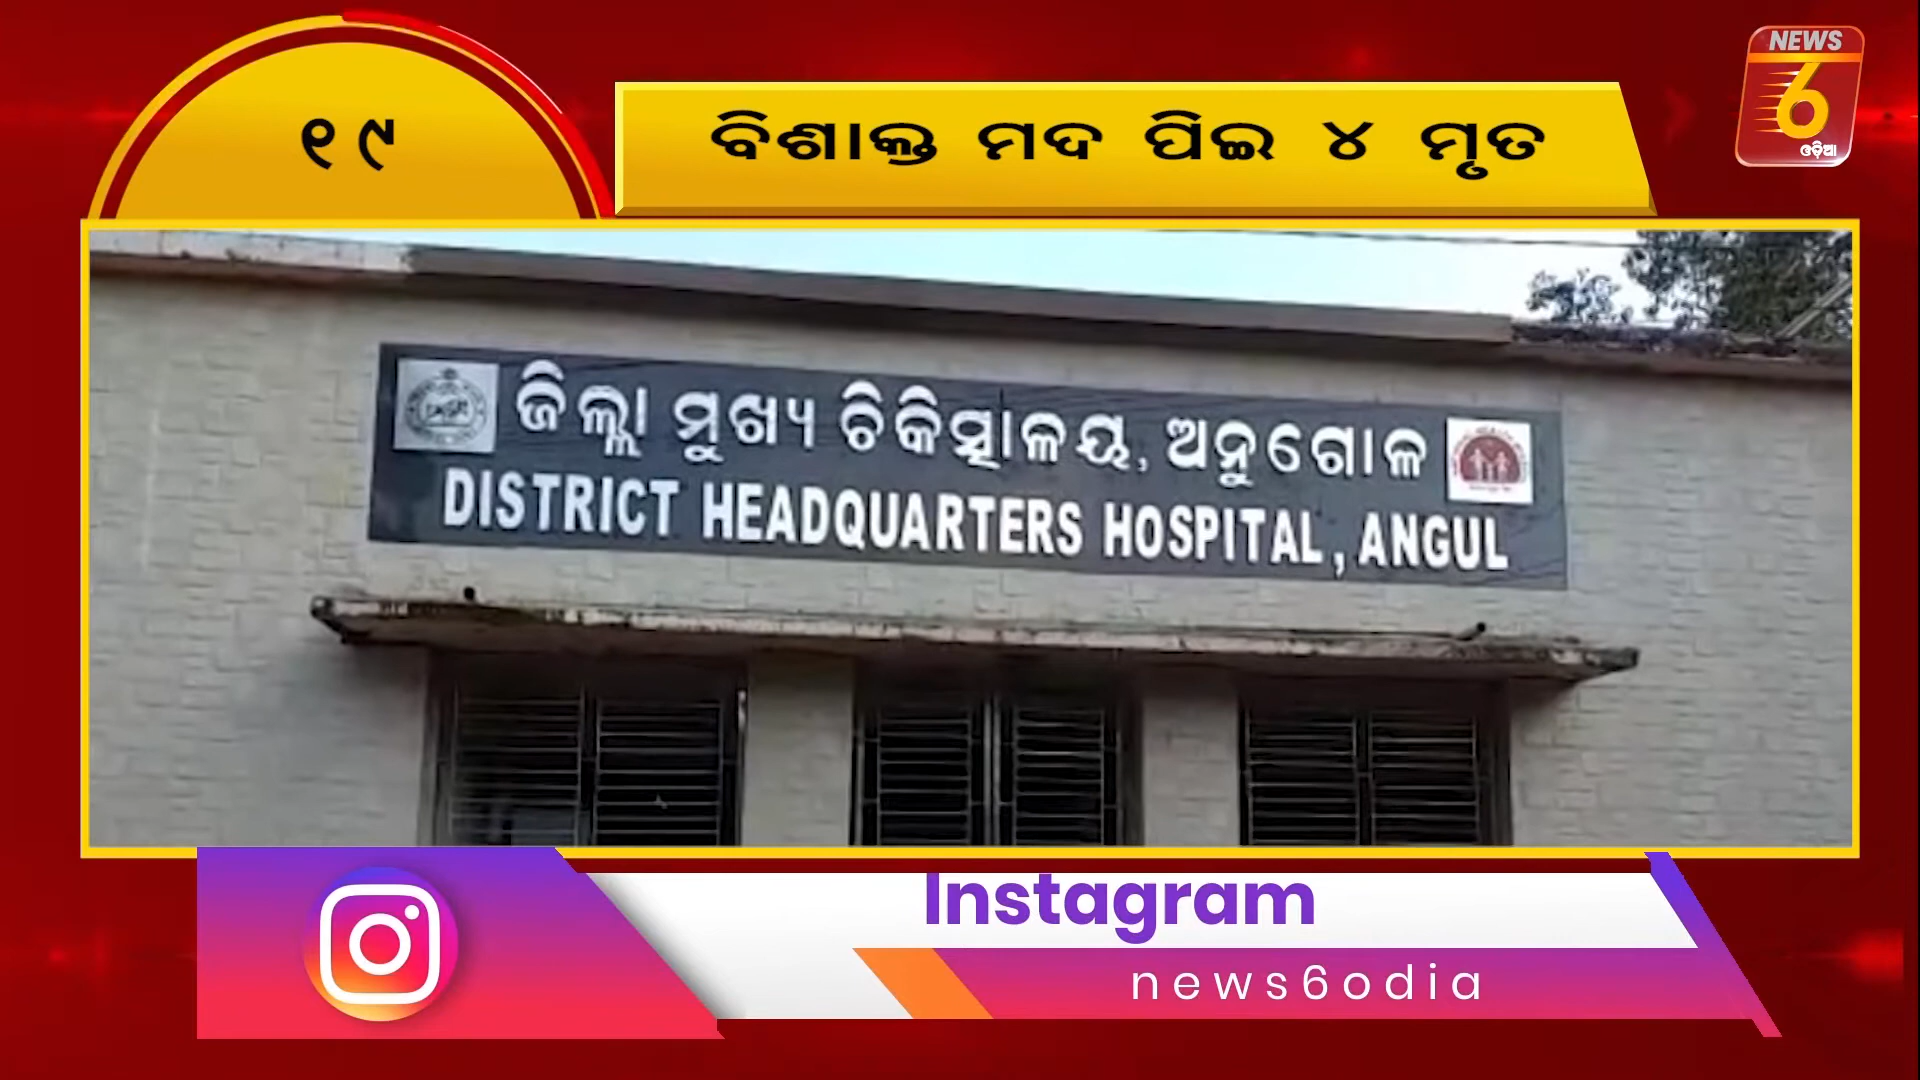 ୧୯
ବିଶାକ୍ତ ମଦ ପିଇ ୪ ମୃତ
NEWS
6
ଓଡ଼ିଆ
ଜିଲ୍ଲା ମୁଖ୍ୟ ଚିକିତ୍ସାଳୟ, ଅନୁଗୋଳ
DISTRICT HEADQUARTERS HOSPITAL, ANGUL
Instagram
news6odia